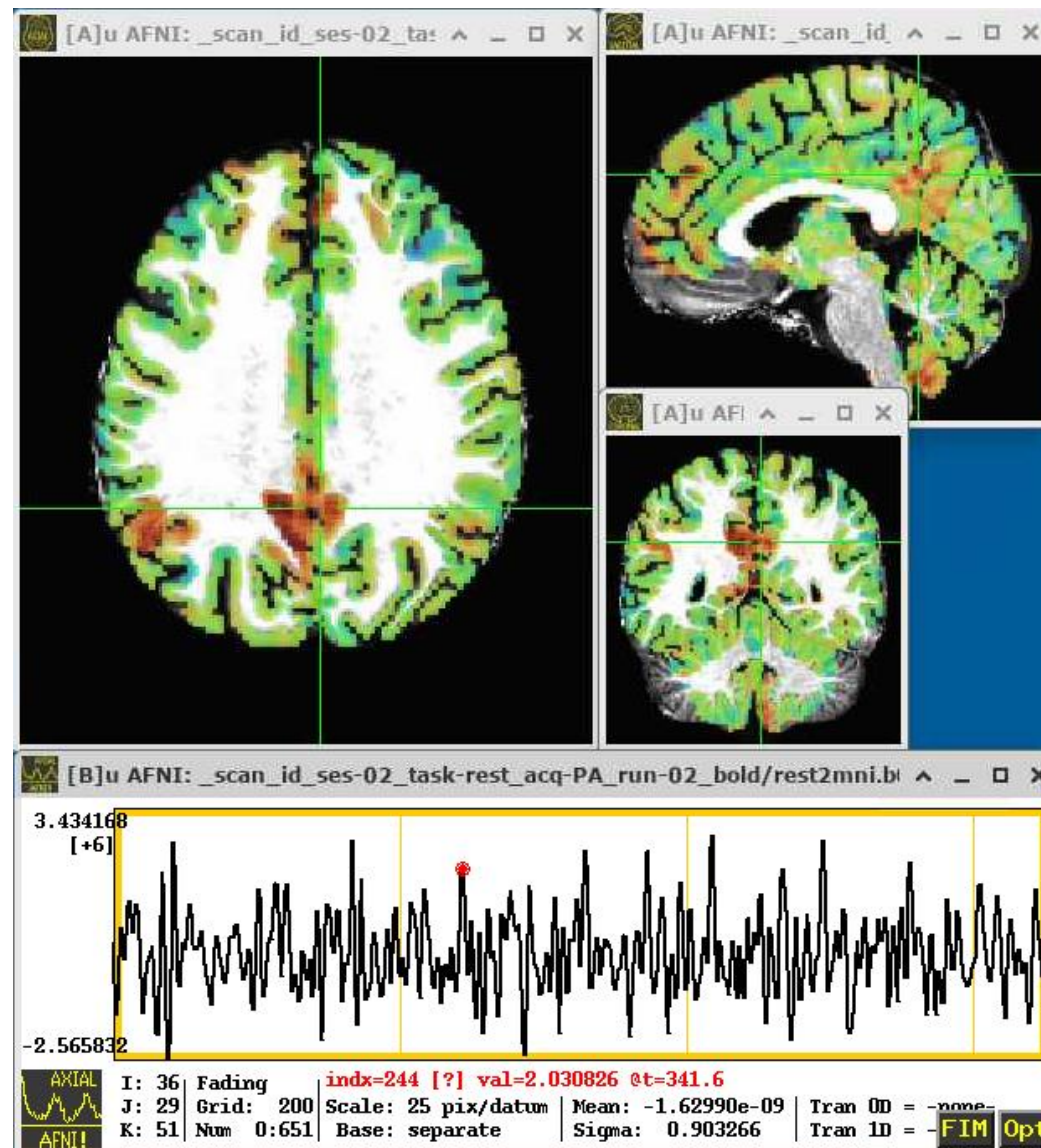 [A]u AFNI: _scan_id_ses-02_tas
[A]u AFNI: _scan_id_
[A]u AFI
[B]u AFNI: _scan_id_ses-02_task-rest_acq-PA_run-02_bold/rest2mni.b
3.434168
[+6]
-2.565832
AXIAL
AFNI!
I: 36 Fading indx=244 [?] val=2.030826 @t=341.6
J: 29 Grid: 200 Scale: 25 pix/datum Mean: -1.62990e-09 Tran 0D = -none-
K: 51 Num 0:651 Base: separate Sigma: 0.903266 Tran 1D = - FIM Opt